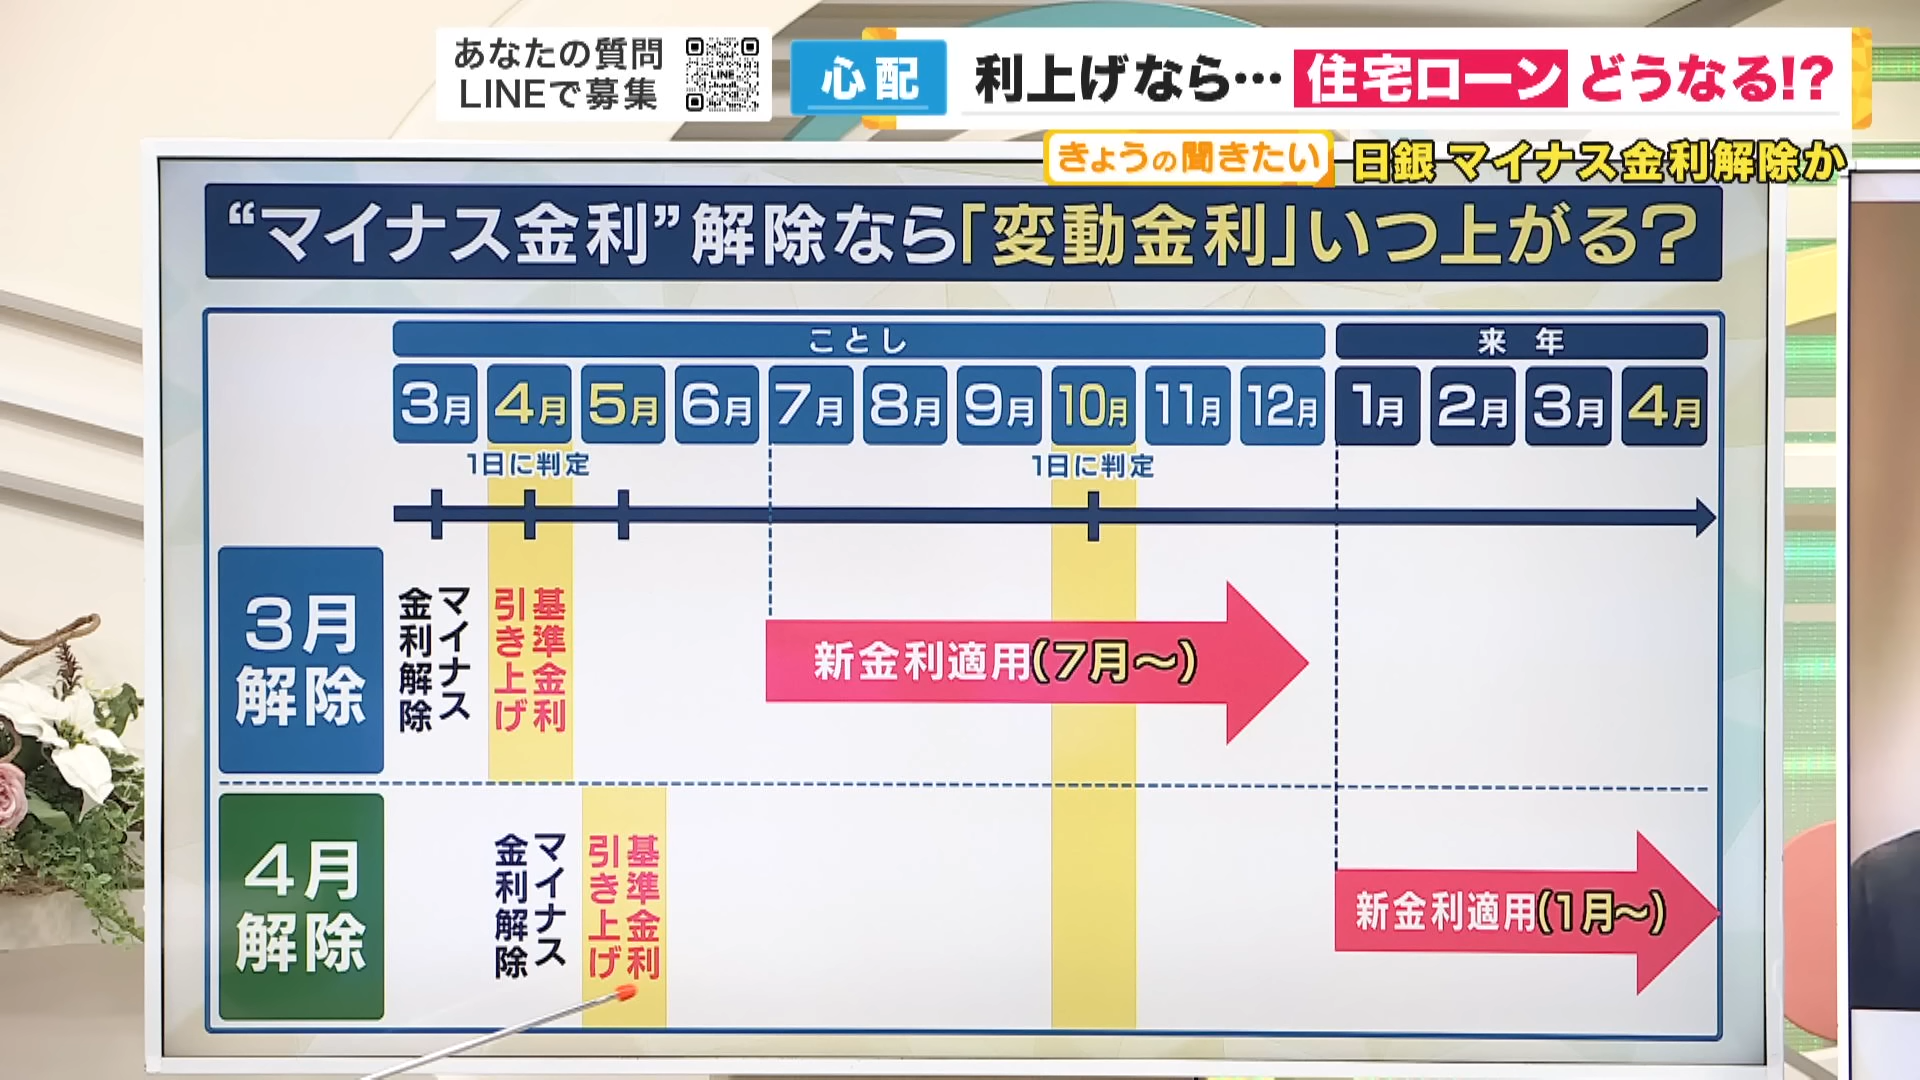 あなたの質問
LINEで募集
LINE
心配
利上げなら…住宅ローンどうなる!?
きょうの聞きたい
日銀 マイナス金利解除か
“マイナス金利”解除なら「変動金利」いつ上がる?
ことし
来年
3月 4月 5月 6月 7月 8月 9月 10月 11月 12月 1月 2月 3月 4月
1日に判定
1日に判定
3月
解除
マイナス
金利解除
基準金利
引き上げ
新金利適用(7月~)
4月
解除
マイナス
金利解除
基準金利
引き上げ
新金利適用(1月~)